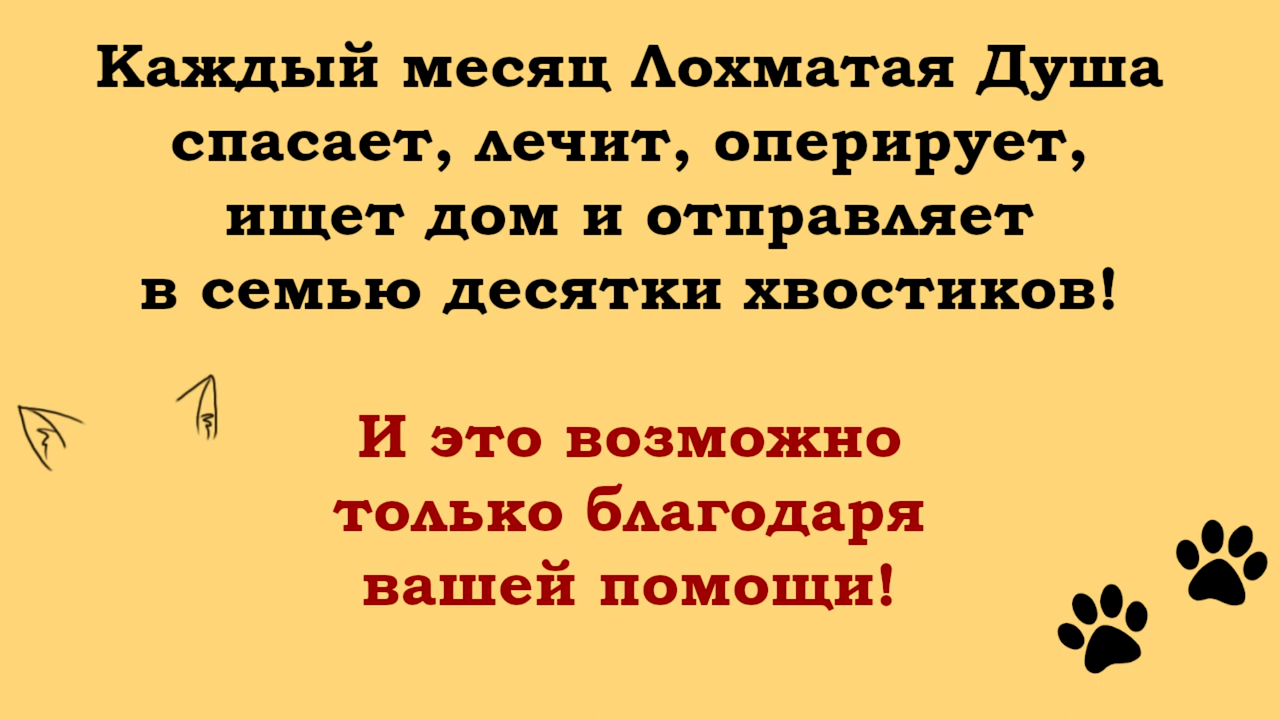 Каждый месяц Лохматая Душа
спасает, лечит, оперирует,
ищет дом и отправляет
в семью десятки хвостиков!
И это возможно
только благодаря
вашей помощи!